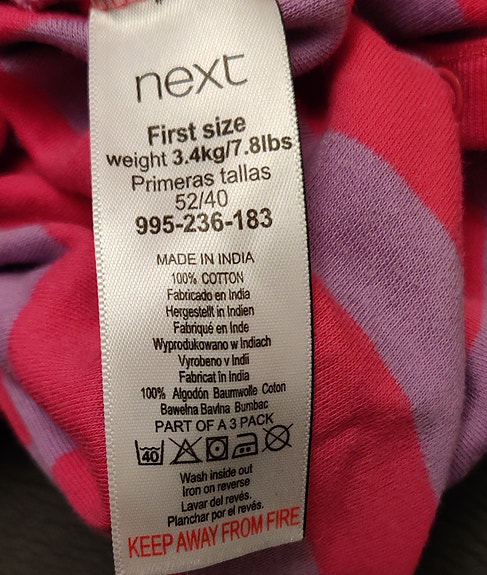 next
First size
weight 3.4kg/7.8lbs
Primeras tallas
52/40
995-236-183
MADE IN INDIA
100% COTTON
Fabricado en India
Hergestellt in Indien
Fabriqué en Inde
Wyprodukowano w Indiach
Vyrobeno v Indii
Fabricat în India
100% Algodón Baumwolle Coton
Bawełna Bavlna Bumbac
PART OF A 3 PACK
40
Wash inside out
Iron on reverse
Lavar del revés.
Planchar por el revés.
KEEP AWAY FROM FIRE